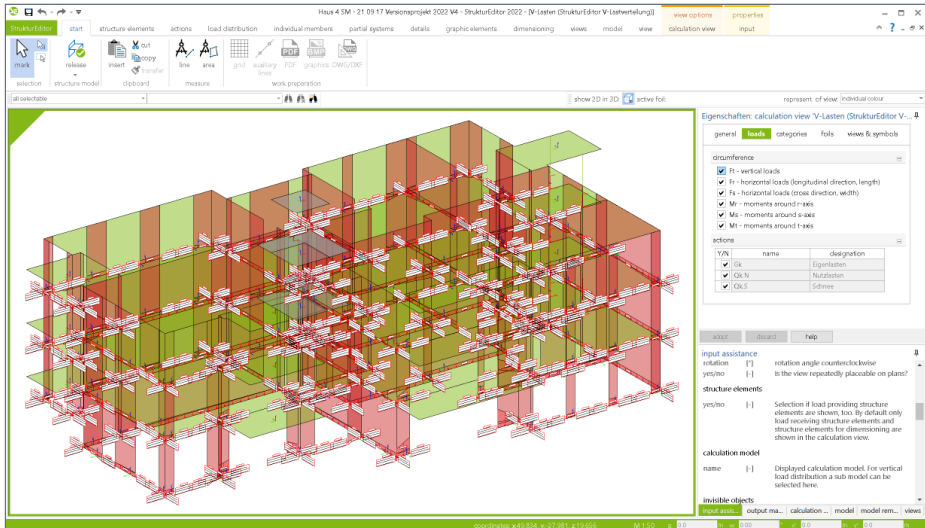 Haus 4 SM - 21 09 17 Versionsprojekt 2022 V4 - StrukturEditor 2022 - [V-Lasten (StrukturEditor V-Lastverteilung)]
view options
properties
StrukturEditor
start
structure elements
actions
load distribution
individual members
partial systems
details
graphic elements
dimensioning
views
model
view
calculation view
input
mark
release
insert
cut
copy
transfer
line
area
grid
auxiliary lines
PDF
graphics
DWG/DXF
selection
structure model
clipboard
measure
work preparation
all selectable
show 2D in 3D
active foil
represent. of view:
individual colour
Eigenschaften: calculation view 'V-Lasten (StrukturEditor V-...
general
loads
categories
foils
views & symbols
circumference
Ft - vertical loads
Fr - horizontal loads (longitudinal direction, length)
Fs - horizontal loads (cross direction, width)
Mr - moments around r-axis
Ms - moments around s-axis
Mt - moments around t-axis
actions
Y/N name designation
Gk Eigenlasten
Qk.N Nutzlasten
Qk.S Schnee
adopt
discard
help
input assistance
rotation [°] rotation angle counterclockwise
yes/no [-] Is the view repeatedly placeable on plans?
structure elements
yes/no [-] Selection if load providing structure
elements are shown, too. By default only
load receiving structure elements and
structure elements for dimensioning are
shown in the calculation view.
calculation model
name [-] Displayed calculation model. For vertical
load distribution a sub model can be
selected here.
invisible objects
input assis...
output ma...
calculation ...
model
model rem...
views
M 1:50